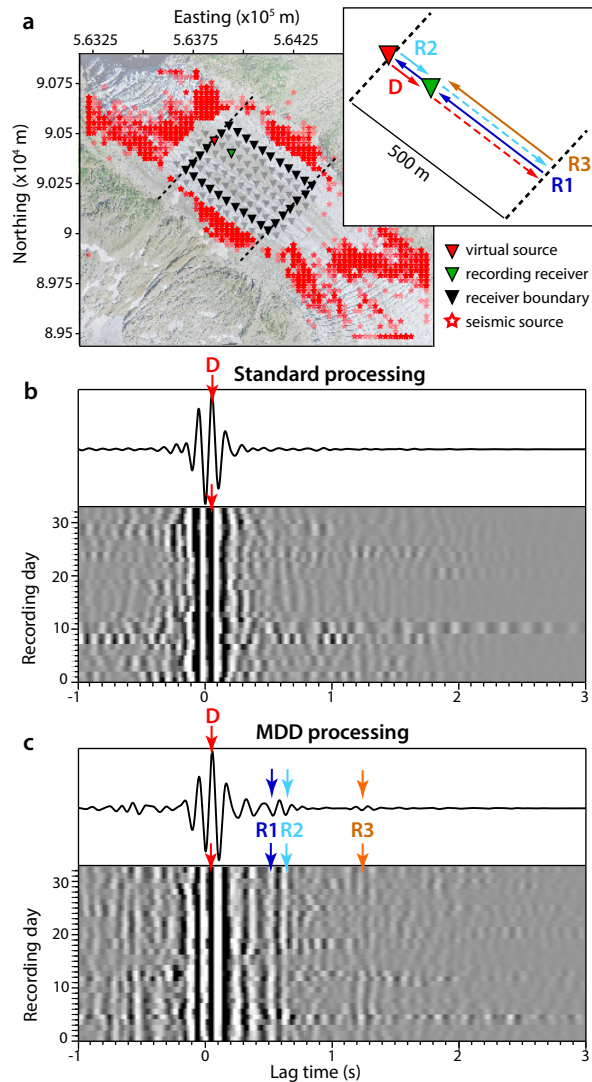 a
Easting (x10⁵ m)
5.6325 5.6385 5.6425
Northing (x10⁴ m)
9.075
9.05
9.025
9
8.975
8.95
R2
D
500 m
R3
R1
virtual source
recording receiver
receiver boundary
seismic source
b
D
Standard processing
Recording day
30
20
10
0
-1 0 1 2 3
c
D
MDD processing
R1 R2 R3
Recording day
30
20
10
0
-1 0 1 2 3
Lag time (s)